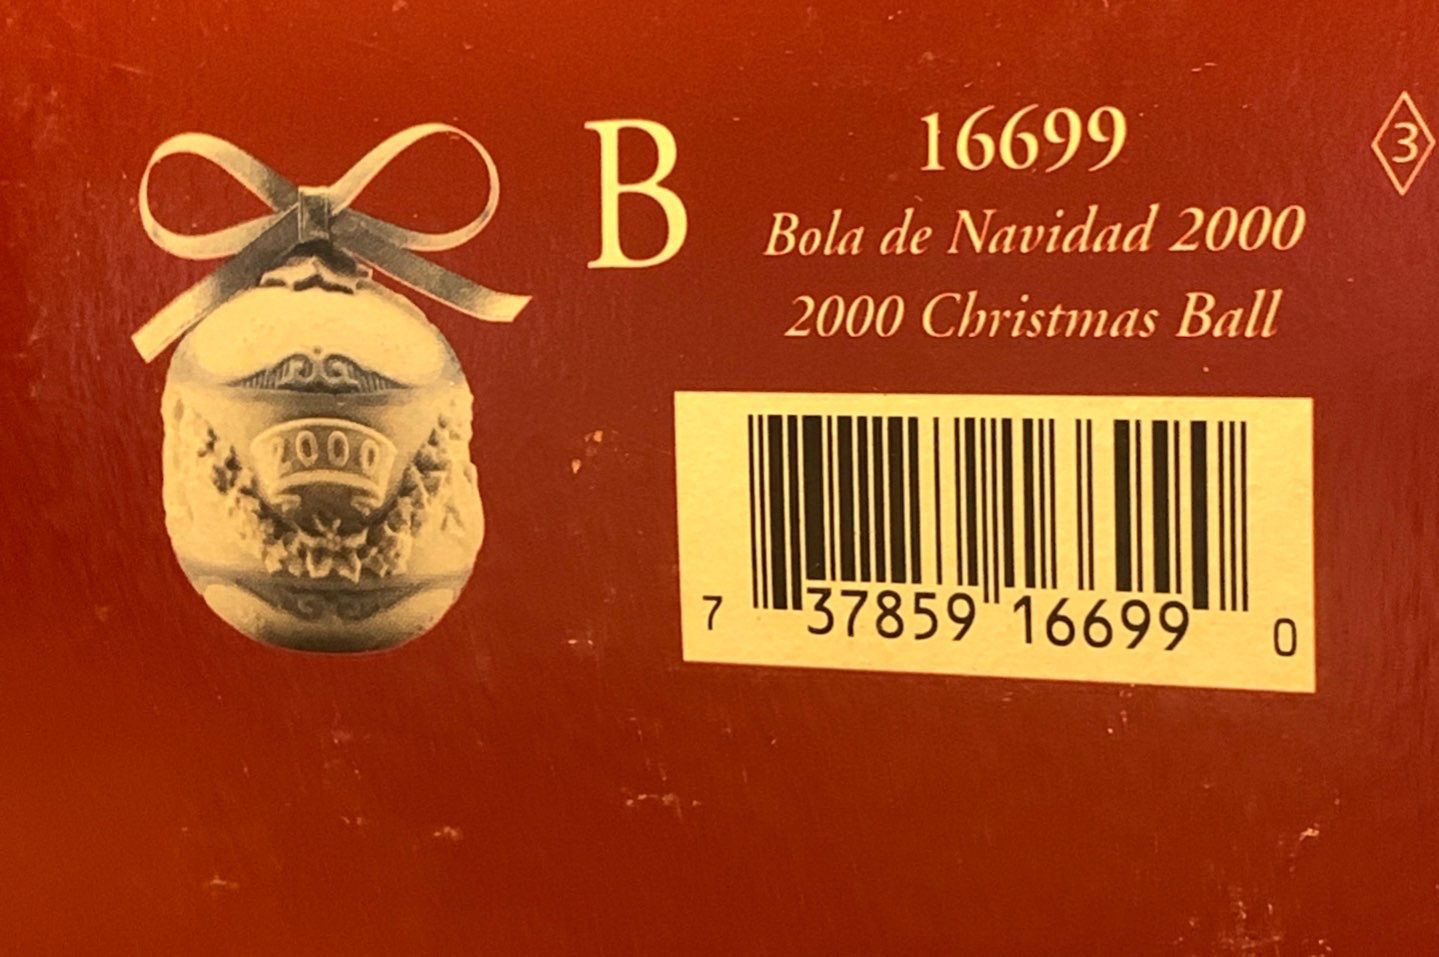 B
16699
3
Bola de Navidad 2000
2000 Christmas Ball
2000
7 37859 16699 0